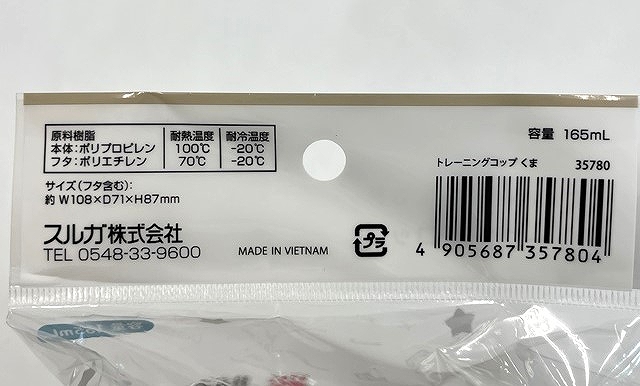 原料樹脂 耐熱温度 耐冷温度
本体：ポリプロピレン 100℃ -20℃
フタ：ポリエチレン 70℃ -20℃
容量 165mL
トレーニングコップ くま 35780
サイズ（フタ含む）：
約 W108×D71×H87mm
スルガ株式会社
TEL 0548-33-9600
MADE IN VIETNAM
プラ
4 905687 357804
容量 165mL